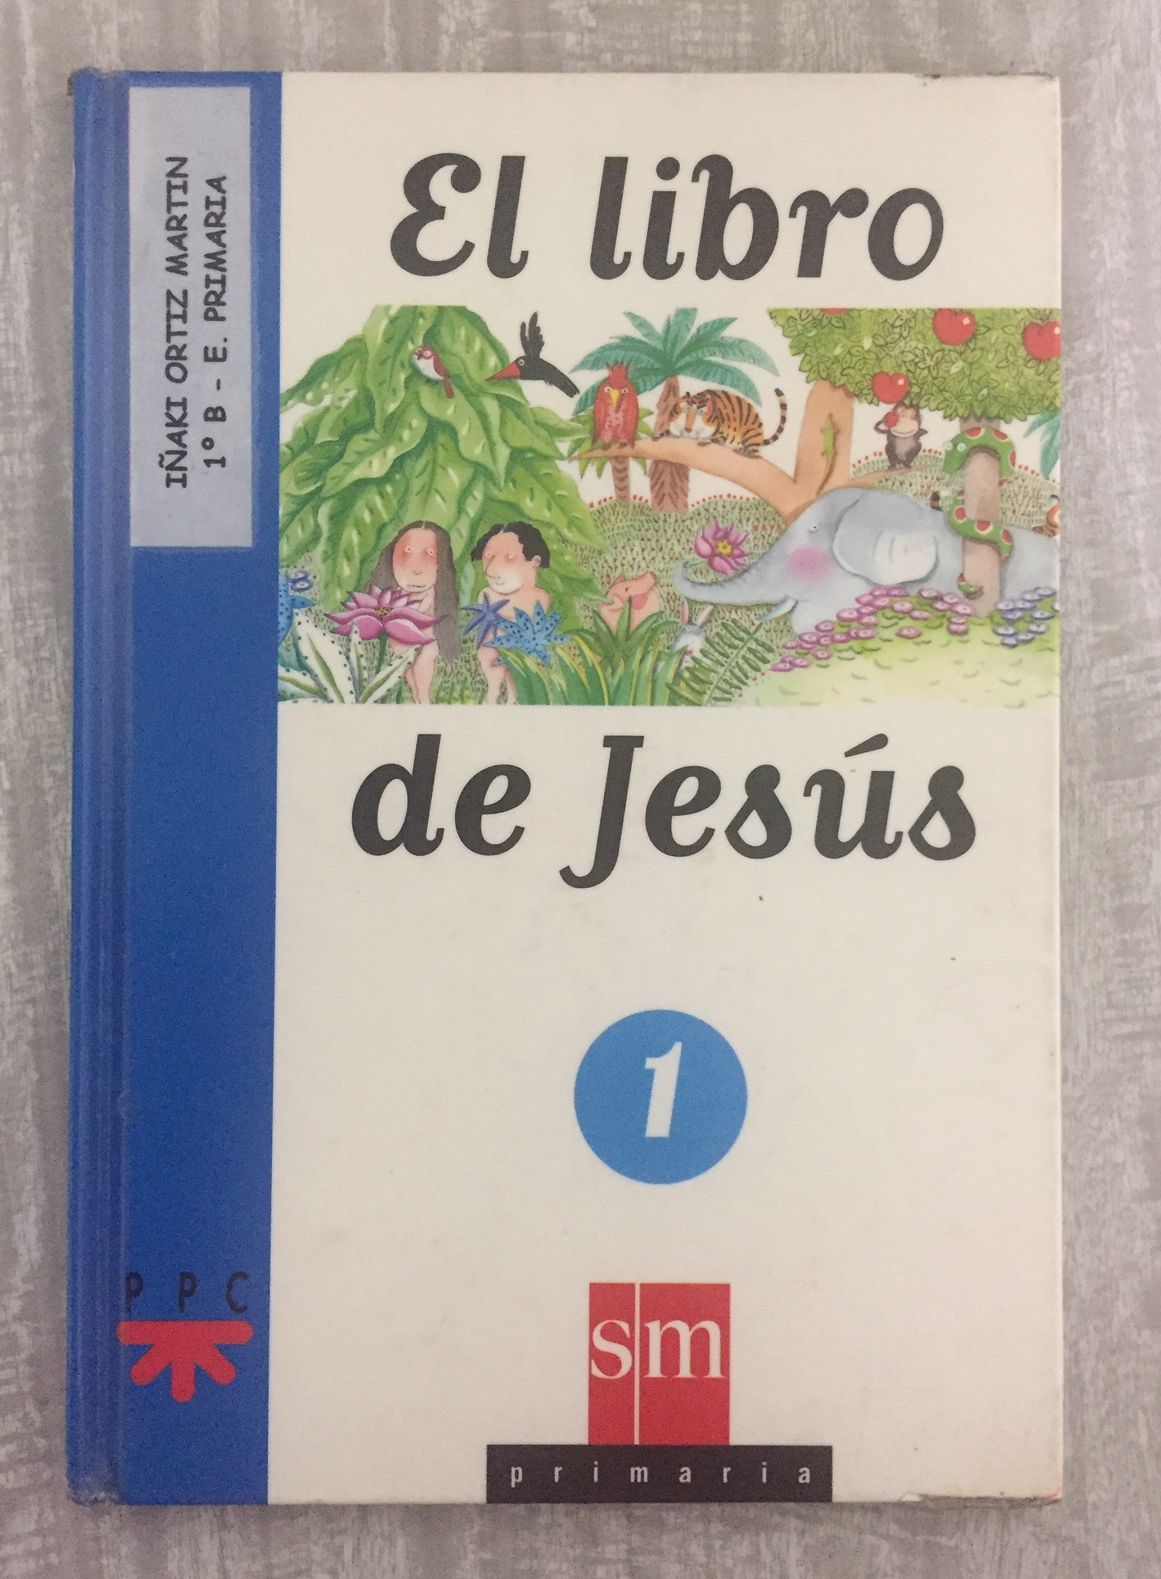 IÑAKI ORTIZ MARTIN
1º B - E. PRIMARIA
El libro
de Jesús
1
PPC
sm
primaria